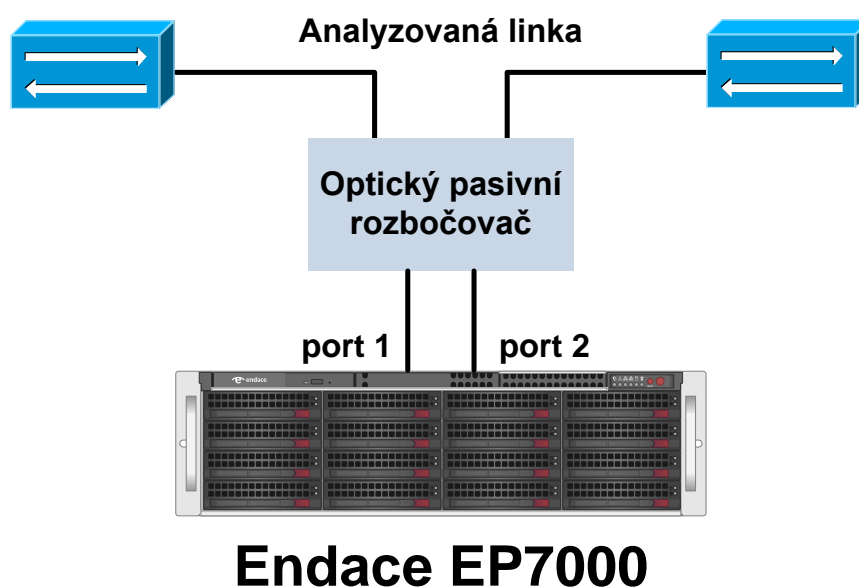 Analyzovaná linka
Optický pasivní
rozbočovač
port 1
port 2
endace
Endace EP7000